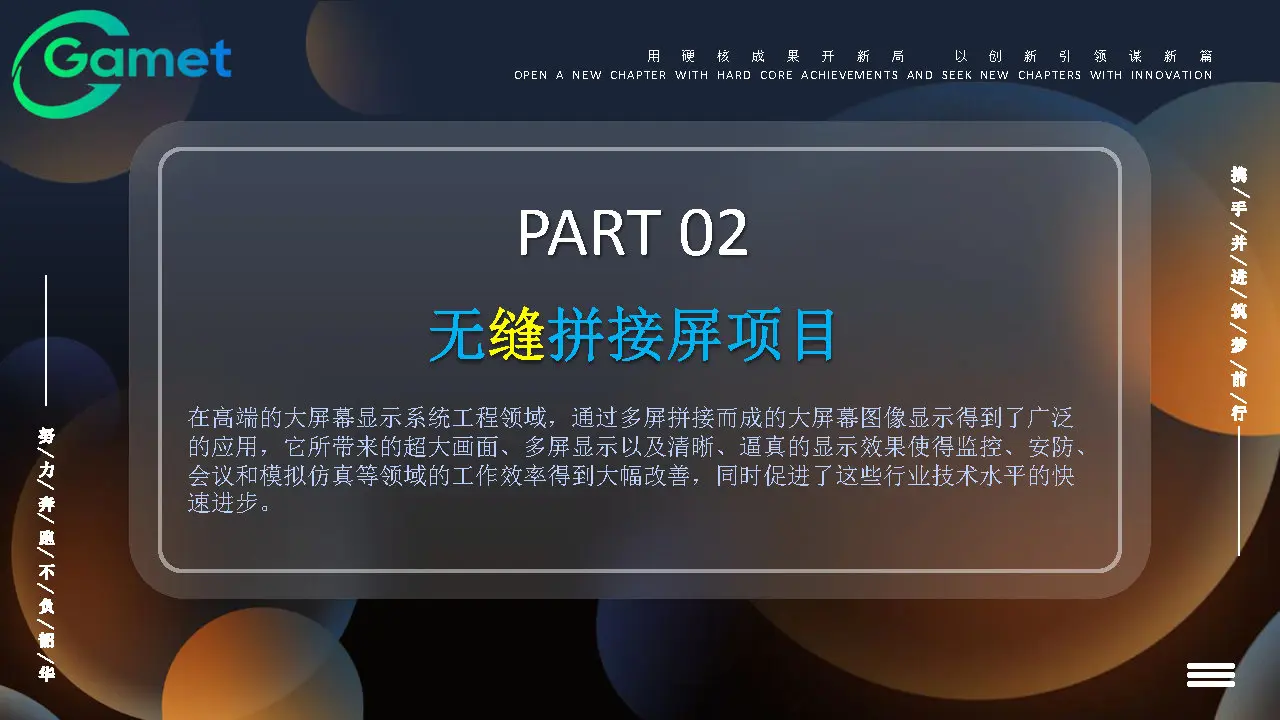 Gamet
用硬核成果开新局 以创新引领谋新篇
OPEN A NEW CHAPTER WITH HARD CORE ACHIEVEMENTS AND SEEK NEW CHAPTERS WITH INNOVATION
PART 02
无缝拼接屏项目
在高端的大屏幕显示系统工程领域，通过多屏拼接而成的大屏幕图像显示得到了广泛
的应用，它所带来的超大画面、多屏显示以及清晰、逼真的显示效果使得监控、安防、
会议和模拟仿真等领域的工作效率得到大幅改善，同时促进了这些行业技术水平的快
速进步。
努/力/奔/跑/不/负/韶/华
携/手/并/进/筑/梦/前/行